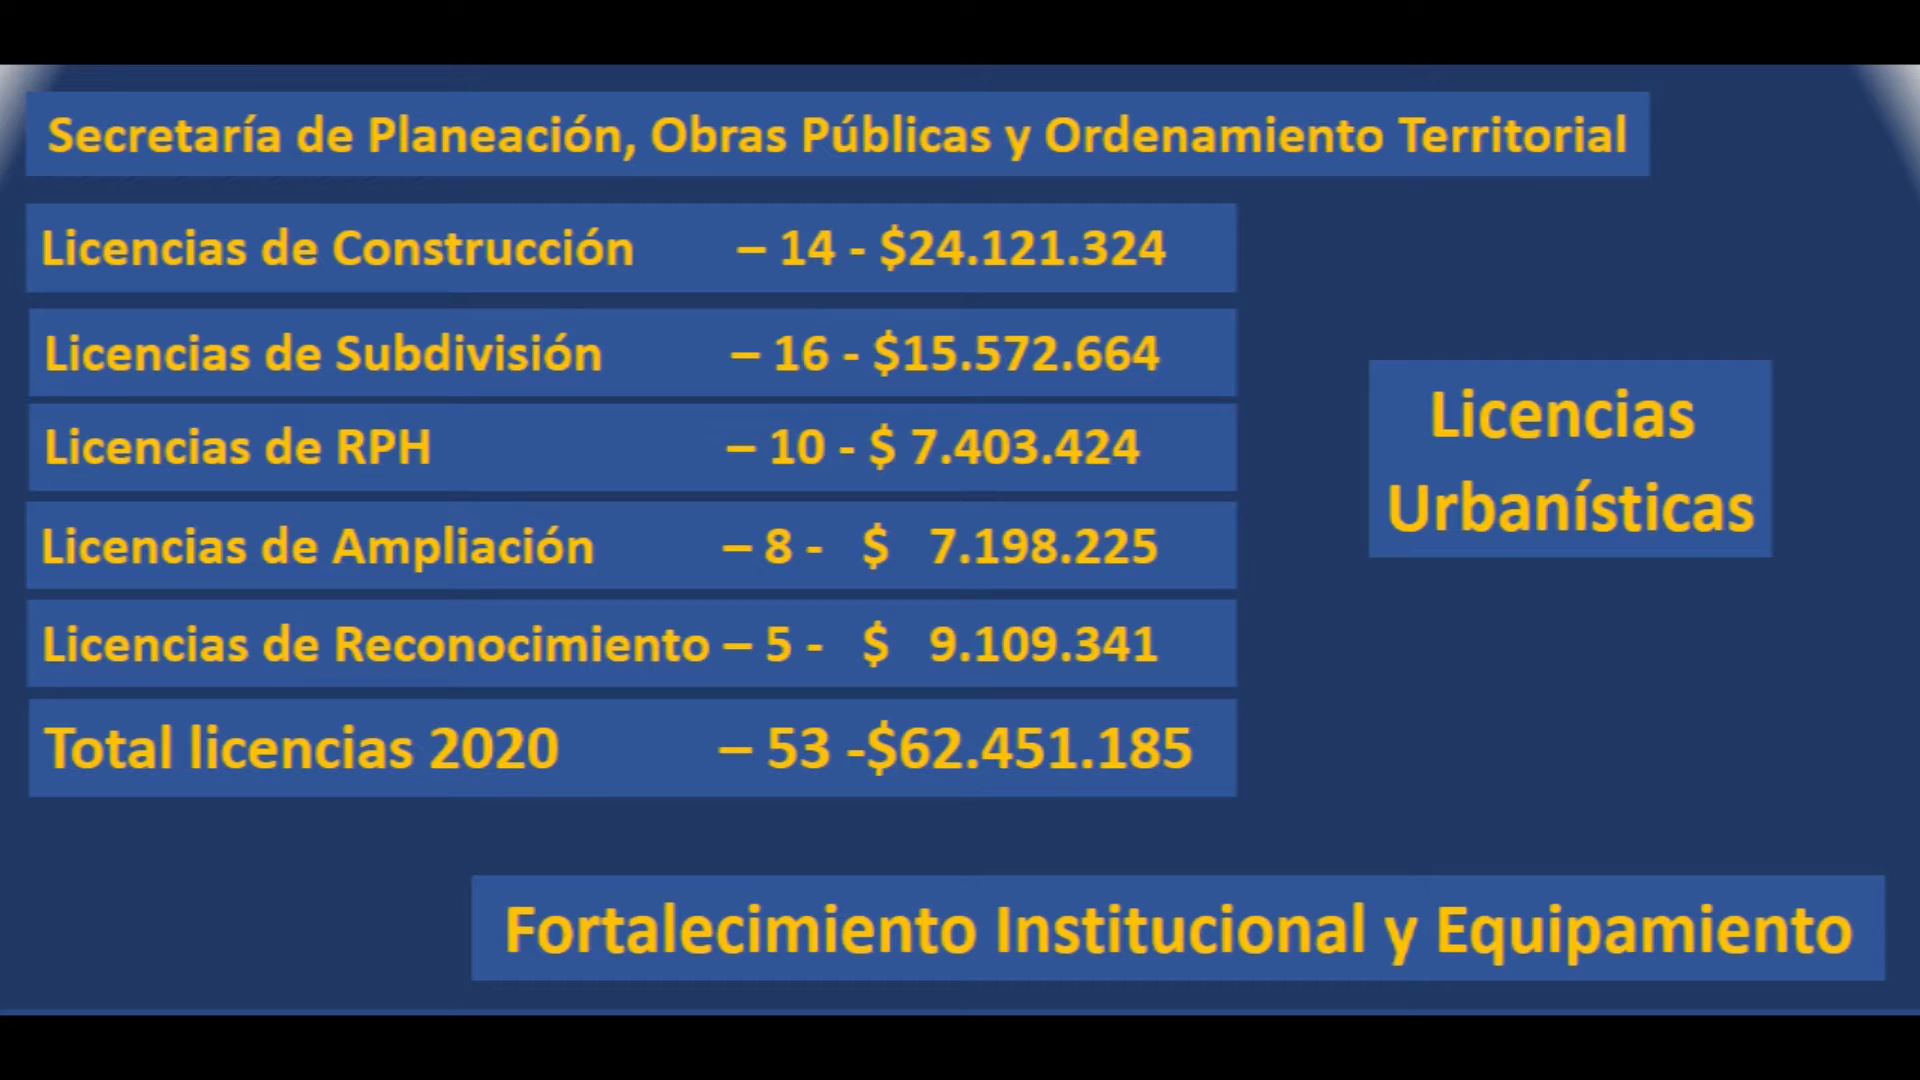 Secretaría de Planeación, Obras Públicas y Ordenamiento Territorial
Licencias de Construcción – 14 - $24.121.324
Licencias de Subdivisión – 16 - $15.572.664
Licencias de RPH – 10 - $ 7.403.424
Licencias de Ampliación – 8 - $ 7.198.225
Licencias de Reconocimiento – 5 - $ 9.109.341
Total licencias 2020 – 53 -$62.451.185
Licencias
Urbanísticas
Fortalecimiento Institucional y Equipamiento